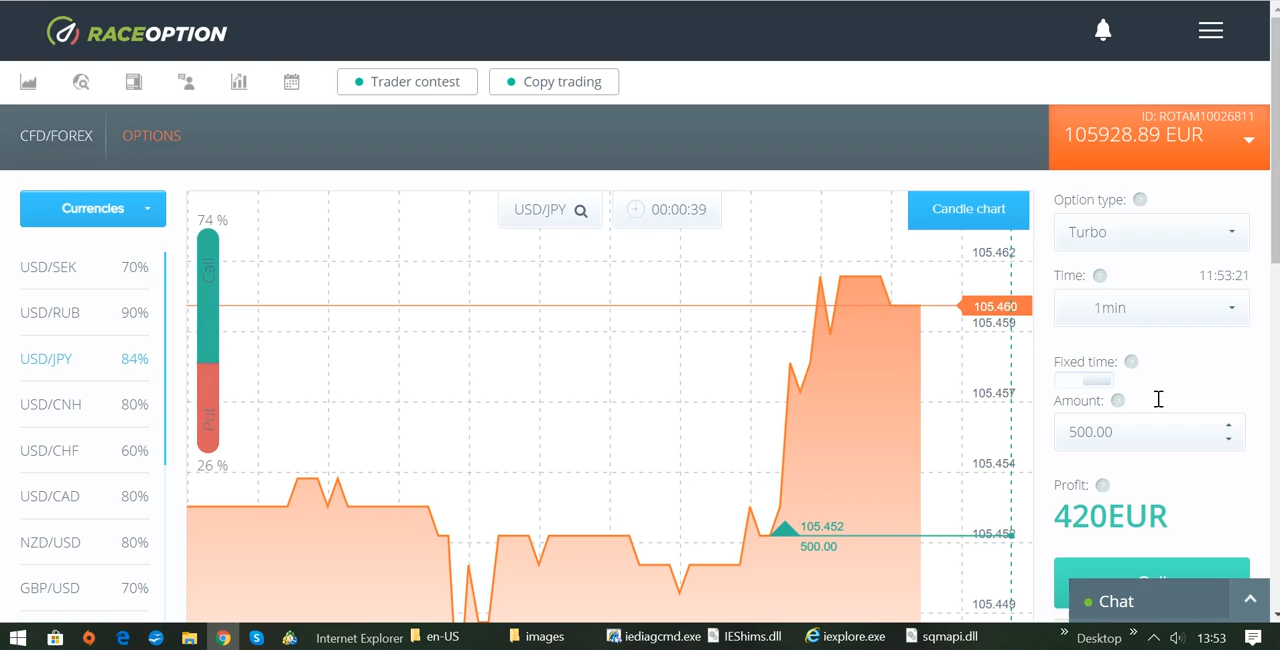 RACEOPTION
Trader contest
Copy trading
CFD/FOREX
OPTIONS
ID: ROTAM10026811
105928.89 EUR
Currencies
USD/SEK 70%
USD/RUB 90%
USD/JPY 84%
USD/CNH 80%
USD/CHF 60%
USD/CAD 80%
NZD/USD 80%
GBP/USD 70%
74 %
Call
Put
26 %
USD/JPY
00:00:39
Candle chart
105.462
105.460
105.459
105.457
105.454
105.452
105.449
105.452
500.00
Option type:
Turbo
Time: 11:53:21
1min
Fixed time:
Amount:
500.00
Profit:
420EUR
Chat
Internet Explorer
en-US
images
iediagcmd.exe
IEShims.dll
iexplore.exe
sqmapi.dll
Desktop
13:53